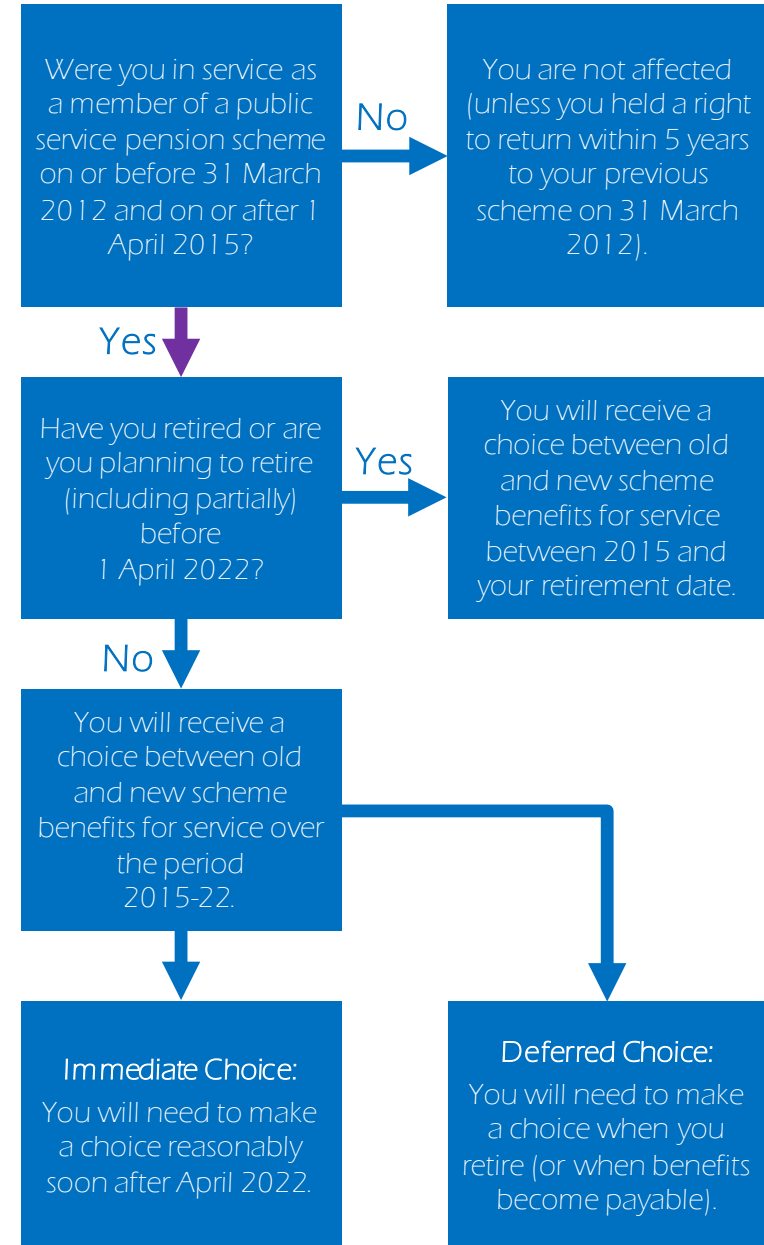 Were you in service as
a member of a public
service pension scheme
on or before 31 March
2012 and on or after 1
April 2015?
No
You are not affected
(unless you held a right
to return within 5 years
to your previous
scheme on 31 March
2012).
Yes
Have you retired or are
you planning to retire
(including partially)
before
1 April 2022?
Yes
You will receive a
choice between old
and new scheme
benefits for service
between 2015 and
your retirement date.
No
You will receive a
choice between old
and new scheme
benefits for service over
the period
2015-22.
Immediate Choice:
You will need to make
a choice reasonably
soon after April 2022.
Deferred Choice:
You will need to make
a choice when you
retire (or when benefits
become payable).